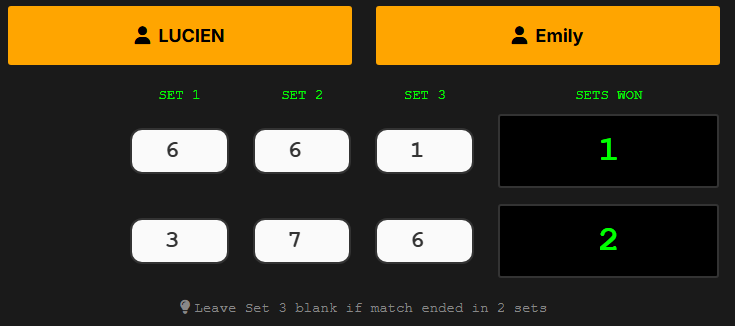 LUCIEN Emily
SET 1 SET 2 SET 3 SETS WON
6 6 1 1
3 7 6 2
Leave Set 3 blank if match ended in 2 sets